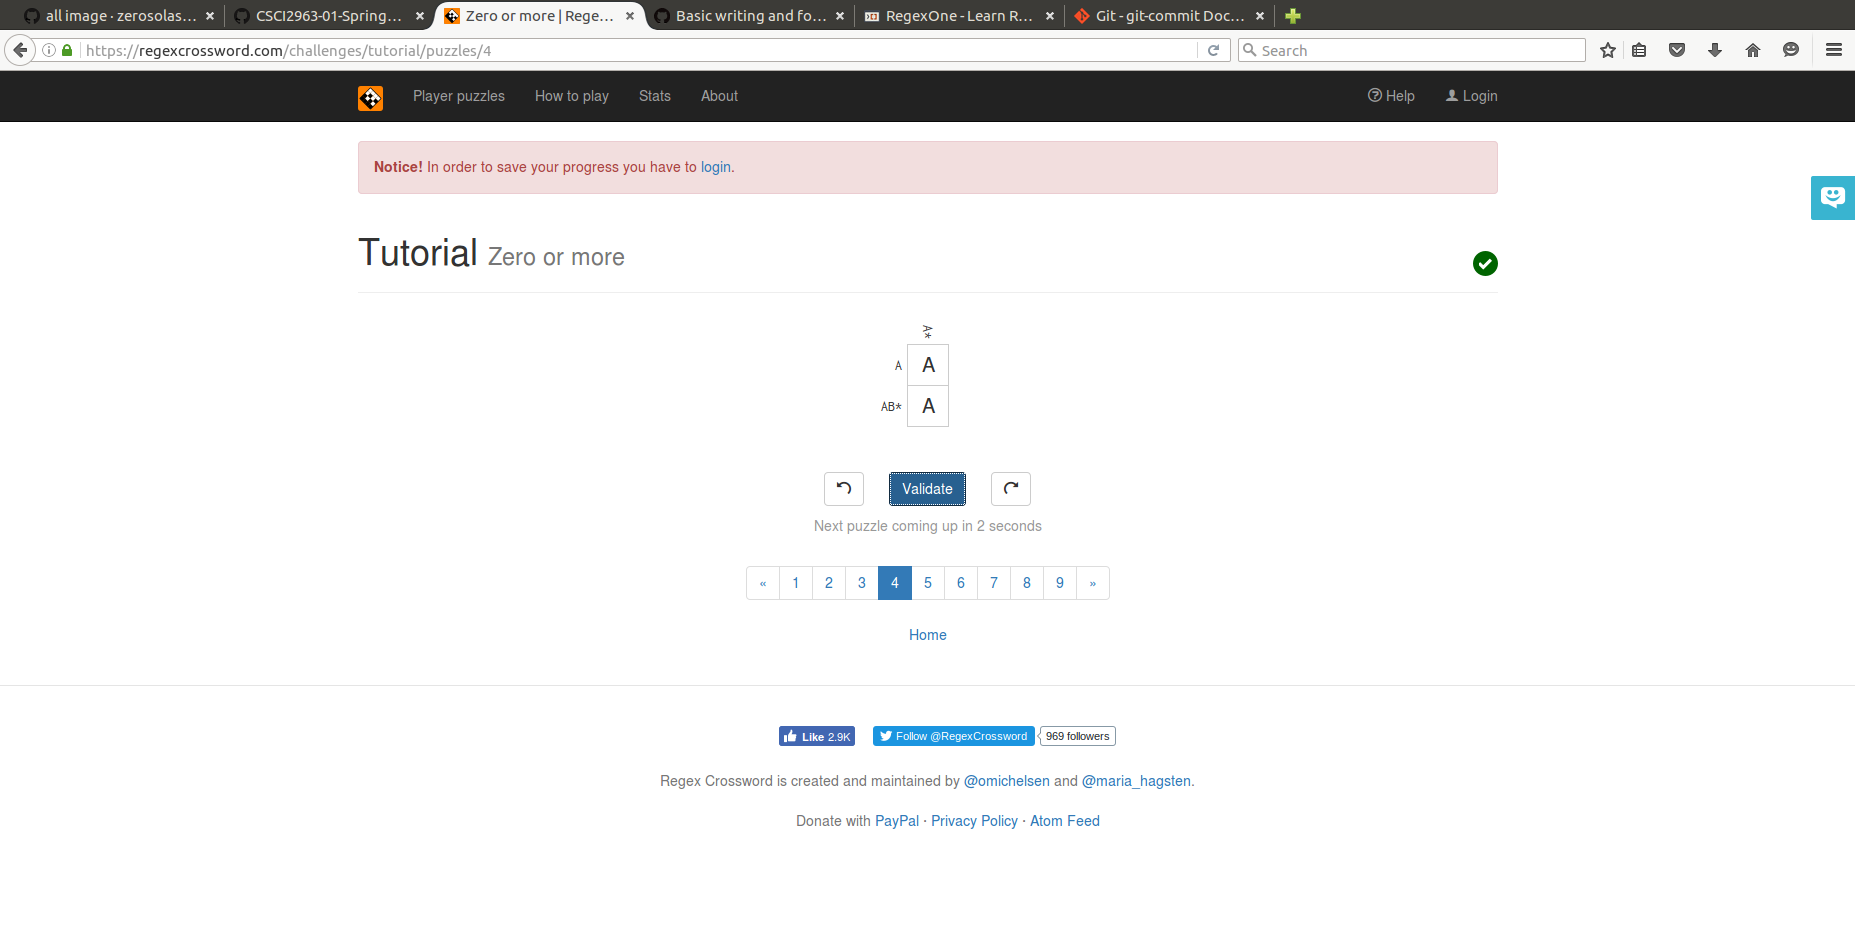 all image · zerosolas...
CSCI2963-01-Spring...
Zero or more | Rege...
Basic writing and fo...
RegexOne - Learn R...
Git - git-commit Doc...
https://regexcrossword.com/challenges/tutorial/puzzles/4
Search
Player puzzles
How to play
Stats
About
Help
Login
Notice! In order to save your progress you have to login.
Tutorial Zero or more
A*
A A
AB* A
Validate
Next puzzle coming up in 2 seconds
« 1 2 3 4 5 6 7 8 9 »
Home
Like 2.9K
Follow @RegexCrossword
969 followers
Regex Crossword is created and maintained by @omichelsen and @maria_hagsten.
Donate with PayPal · Privacy Policy · Atom Feed